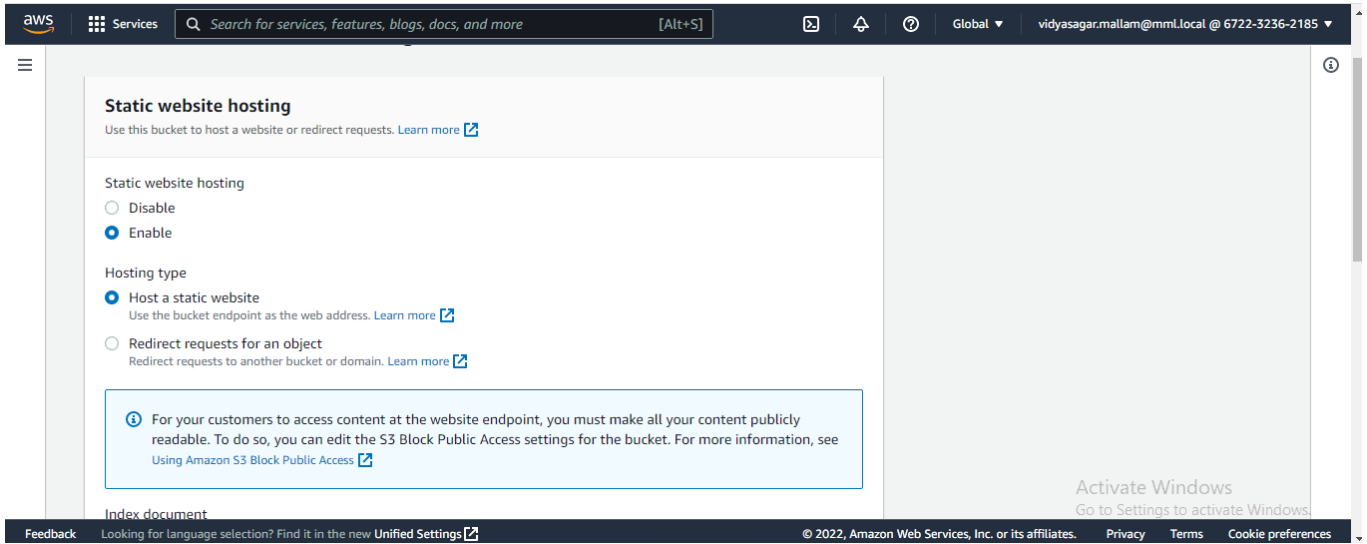 aws Services Search for services, features, blogs, docs, and more [Alt+S] Global ▼ vidyasagar.mallam@mml.local @ 6722-3236-2185 ▼
Static website hosting
Use this bucket to host a website or redirect requests. Learn more
Static website hosting
Disable
Enable
Hosting type
Host a static website
Use the bucket endpoint as the web address. Learn more
Redirect requests for an object
Redirect requests to another bucket or domain. Learn more
For your customers to access content at the website endpoint, you must make all your content publicly
readable. To do so, you can edit the S3 Block Public Access settings for the bucket. For more information, see
Using Amazon S3 Block Public Access
Index document
Activate Windows
Go to Settings to activate Windows.
Feedback Looking for language selection? Find it in the new Unified Settings © 2022, Amazon Web Services, Inc. or its affiliates. Privacy Terms Cookie preferences